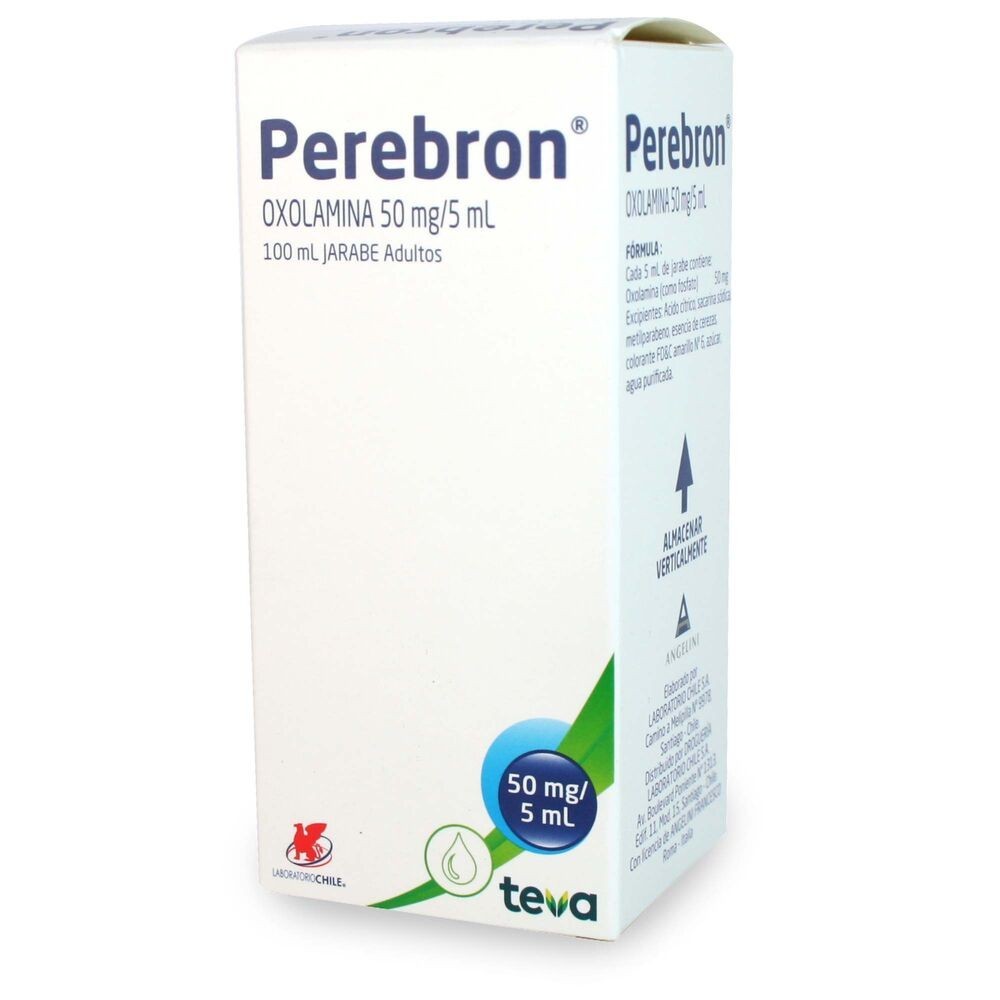 Perebron®
Perebron®
OXOLAMINA 50 mg/5 mL
100 mL JARABE Adultos
50 mg/
5 mL
LABORATORIOCHILE®
teva
Perebron®
OXOLAMINA 50 mg/5 mL
FÓRMULA :
Cada 5 mL de jarabe contiene:
Oxolamina (como fosfato) 50 mg
Excipientes: Ácido cítrico, sacarina sódica,
metilparabeno, esencia de cerezas,
colorante FD&C amarillo Nº 6, azúcar,
agua purificada.
ALMACENAR
VERTICALMENTE
ANGELINI
Elaborado por
LABORATORIO CHILE S.A.
Camino a Melipilla N° 9978,
Santiago - Chile.
Distribuido por DROGUERÍA
LABORATORIO CHILE S.A.
Av. Boulevard Poniente N° 1313,
Edif. 11, Mod. 15, Santiago - Chile.
Con licencia de ANGELINI FRANCESCO
Roma - Italia